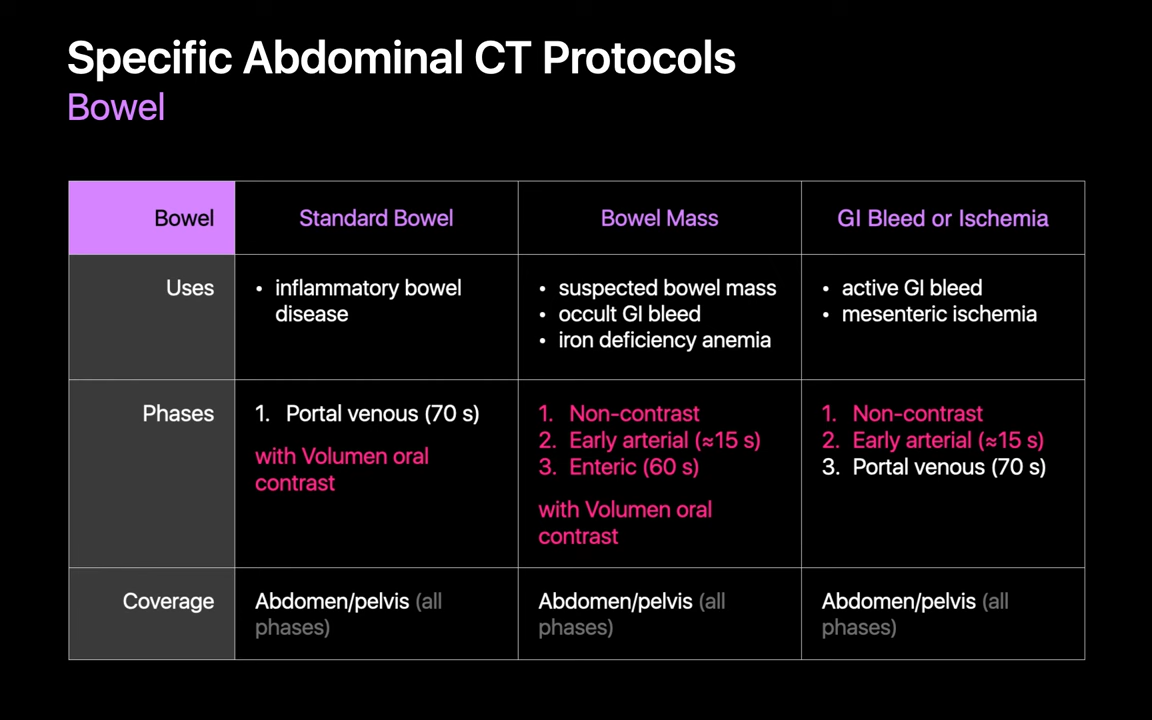 Specific Abdominal CT Protocols
Bowel
Bowel
Standard Bowel
Bowel Mass
GI Bleed or Ischemia
Uses
• inflammatory bowel
disease
• suspected bowel mass
• occult GI bleed
• iron deficiency anemia
• active GI bleed
• mesenteric ischemia
Phases
1. Portal venous (70 s)
with Volumen oral
contrast
1. Non-contrast
2. Early arterial (≈15 s)
3. Enteric (60 s)
with Volumen oral
contrast
1. Non-contrast
2. Early arterial (≈15 s)
3. Portal venous (70 s)
Coverage
Abdomen/pelvis (all
phases)
Abdomen/pelvis (all
phases)
Abdomen/pelvis (all
phases)